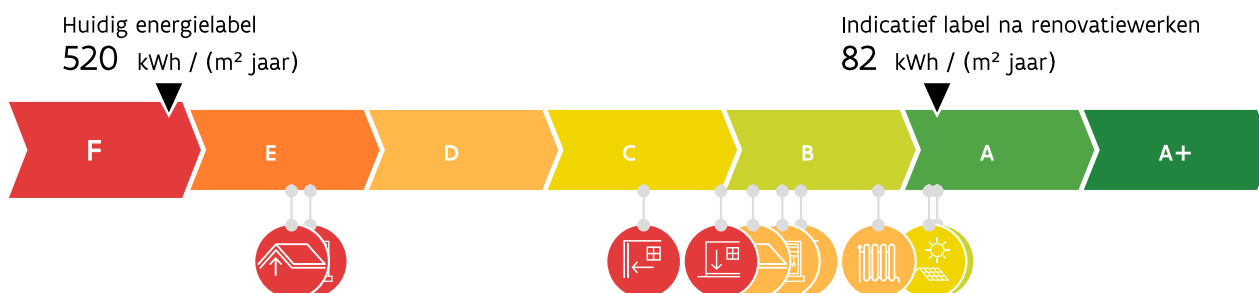 Huidig energielabel
520 kWh / (m² jaar)
Indicatief label na renovatiewerken
82 kWh / (m² jaar)
F E D C B A A+